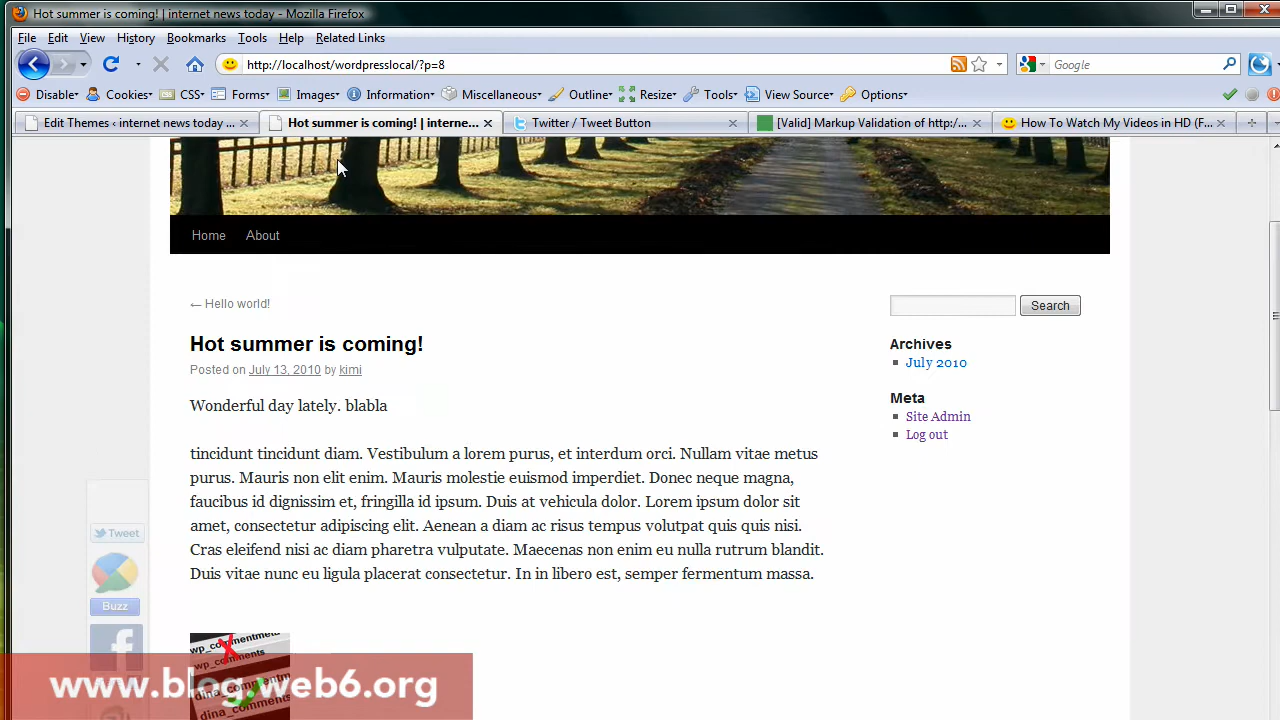 Hot summer is coming! | internet news today - Mozilla Firefox
File Edit View History Bookmarks Tools Help Related Links
http://localhost/wordpresslocal/?p=8
Google
Disable Cookies CSS Forms Images Information Miscellaneous Outline Resize Tools View Source Options
Edit Themes ‹ internet news today ...
Hot summer is coming! | interne...
Twitter / Tweet Button
[Valid] Markup Validation of http:/...
How To Watch My Videos in HD (F...
Home About
← Hello world!
Search
Hot summer is coming!
Posted on July 13, 2010 by kimi
Wonderful day lately. blabla
tincidunt tincidunt diam. Vestibulum a lorem purus, et interdum orci. Nullam vitae metus
purus. Mauris non elit enim. Mauris molestie euismod imperdiet. Donec neque magna,
faucibus id dignissim et, fringilla id ipsum. Duis at vehicula dolor. Lorem ipsum dolor sit
amet, consectetur adipiscing elit. Aenean a diam ac risus tempus volutpat quis quis nisi.
Cras eleifend nisi ac diam pharetra vulputate. Maecenas non enim eu nulla rutrum blandit.
Duis vitae nunc eu ligula placerat consectetur. In in libero est, semper fermentum massa.
Archives
July 2010
Meta
Site Admin
Log out
Tweet
Buzz
wp_commentmeta
wp_comments
dina_commentm
dina_comments
www.blog.web6.org